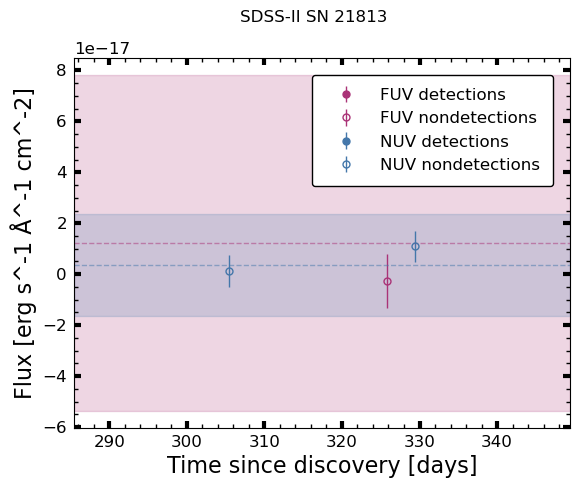 SDSS-II SN 21813
1e−17
8
6
4
2
0
−2
−4
−6
Flux [erg s^-1 Å^-1 cm^-2]
FUV detections
FUV nondetections
NUV detections
NUV nondetections
290 300 310 320 330 340
Time since discovery [days]